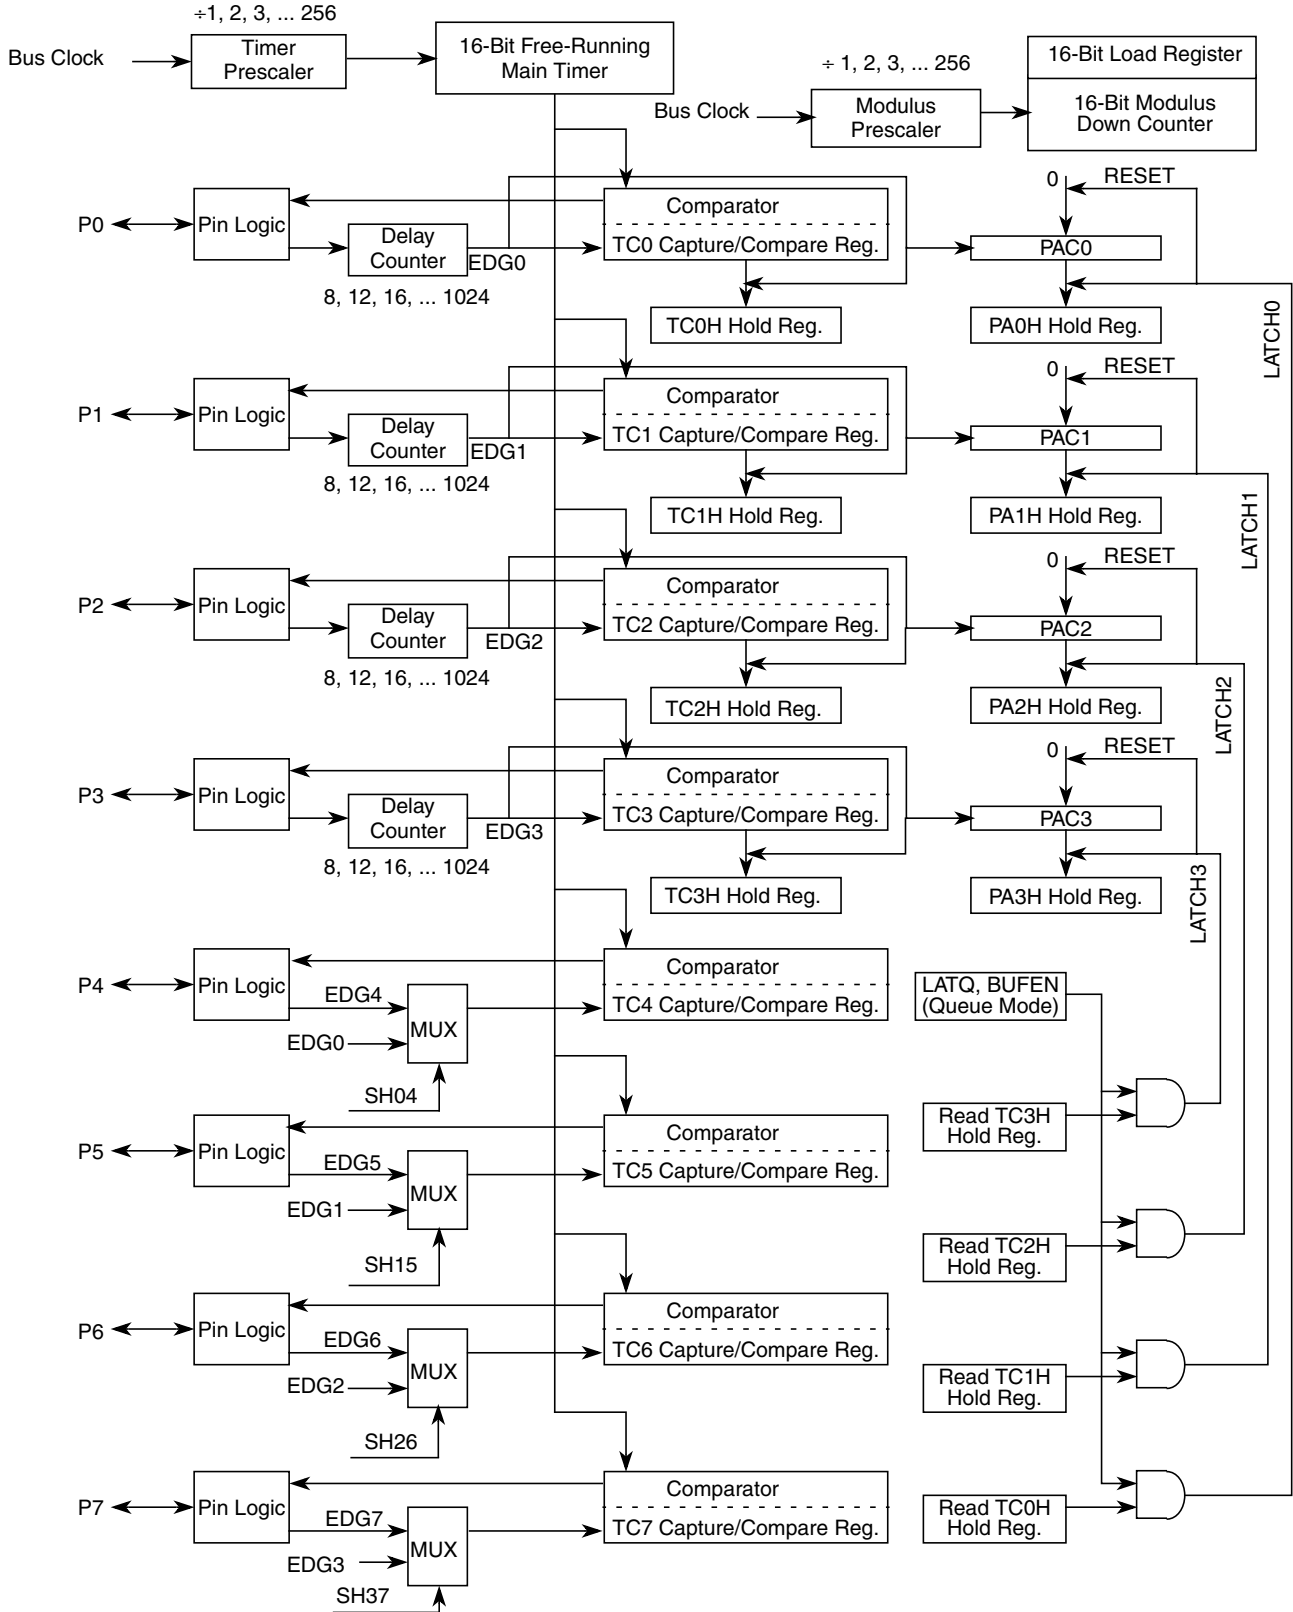 ÷1, 2, 3, ... 256
Bus Clock
Timer
Prescaler
16-Bit Free-Running
Main Timer
÷ 1, 2, 3, ... 256
Bus Clock
Modulus
Prescaler
16-Bit Load Register
16-Bit Modulus
Down Counter
P0
Pin Logic
Delay
Counter
EDG0
8, 12, 16, ... 1024
Comparator
TC0 Capture/Compare Reg.
TC0H Hold Reg.
0
RESET
PAC0
PA0H Hold Reg.
LATCH0
P1
Pin Logic
Delay
Counter
EDG1
8, 12, 16, ... 1024
Comparator
TC1 Capture/Compare Reg.
TC1H Hold Reg.
0
RESET
PAC1
PA1H Hold Reg.
LATCH1
P2
Pin Logic
Delay
Counter
EDG2
8, 12, 16, ... 1024
Comparator
TC2 Capture/Compare Reg.
TC2H Hold Reg.
0
RESET
PAC2
PA2H Hold Reg.
LATCH2
P3
Pin Logic
Delay
Counter
EDG3
8, 12, 16, ... 1024
Comparator
TC3 Capture/Compare Reg.
TC3H Hold Reg.
0
RESET
PAC3
PA3H Hold Reg.
LATCH3
P4
Pin Logic
EDG4
EDG0
MUX
SH04
Comparator
TC4 Capture/Compare Reg.
LATQ, BUFEN
(Queue Mode)
Read TC3H
Hold Reg.
P5
Pin Logic
EDG5
EDG1
MUX
SH15
Comparator
TC5 Capture/Compare Reg.
Read TC2H
Hold Reg.
P6
Pin Logic
EDG6
EDG2
MUX
SH26
Comparator
TC6 Capture/Compare Reg.
Read TC1H
Hold Reg.
P7
Pin Logic
EDG7
EDG3
MUX
SH37
Comparator
TC7 Capture/Compare Reg.
Read TC0H
Hold Reg.